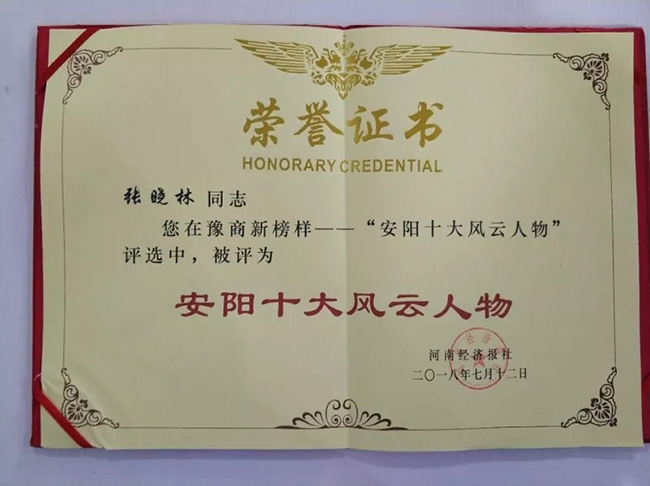 荣誉证书
HONORARY CREDENTIAL
张晓林 同志
您在豫商新榜样——“安阳十大风云人物”
评选中，被评为
安阳十大风云人物
河南经济报社
二〇一八年七月十二日